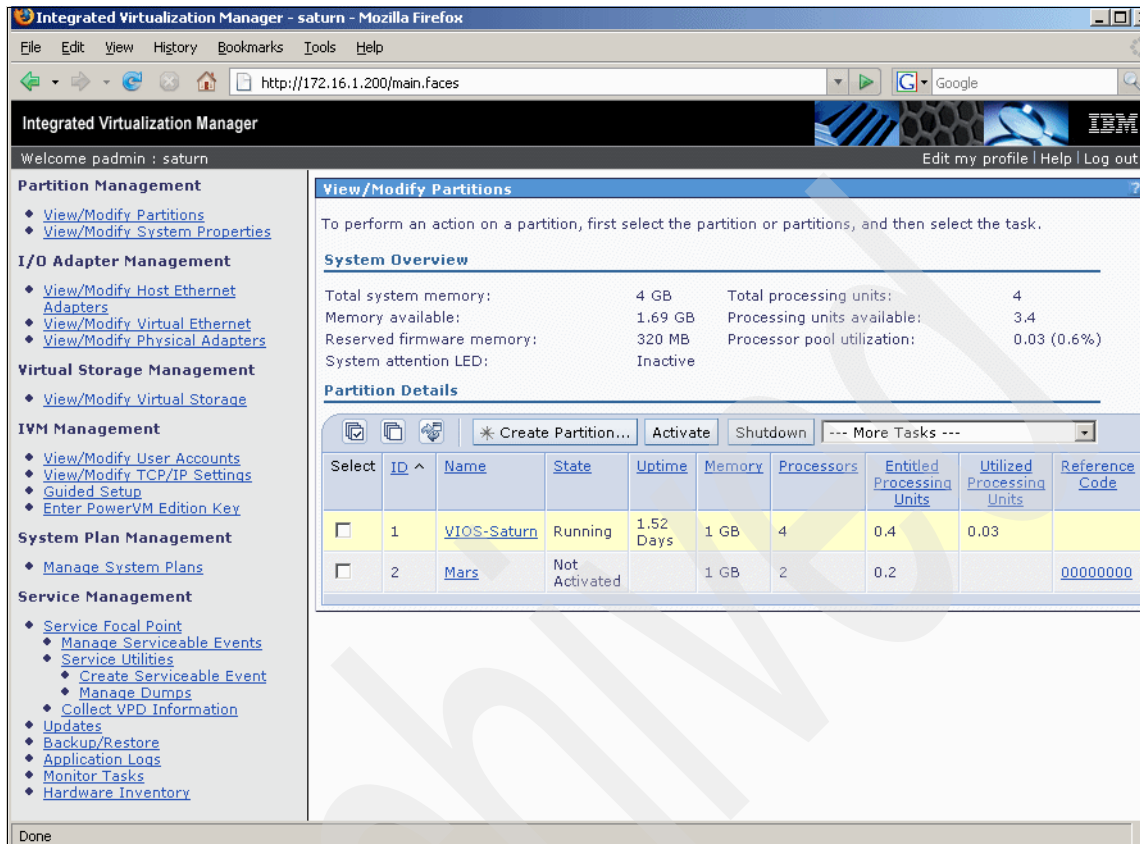 Integrated Virtualization Manager - saturn - Mozilla Firefox
File Edit View History Bookmarks Tools Help
http://172.16.1.200/main.faces
G Google
Integrated Virtualization Manager
IBM
Welcome padmin : saturn
Edit my profile | Help | Log out
Partition Management
View/Modify Partitions
View/Modify System Properties
I/O Adapter Management
View/Modify Host Ethernet
Adapters
View/Modify Virtual Ethernet
View/Modify Physical Adapters
Virtual Storage Management
View/Modify Virtual Storage
IVM Management
View/Modify User Accounts
View/Modify TCP/IP Settings
Guided Setup
Enter PowerVM Edition Key
System Plan Management
Manage System Plans
Service Management
Service Focal Point
Manage Serviceable Events
Service Utilities
Create Serviceable Event
Manage Dumps
Collect VPD Information
Updates
Backup/Restore
Application Logs
Monitor Tasks
Hardware Inventory
View/Modify Partitions ?
To perform an action on a partition, first select the partition or partitions, and then select the task.
System Overview
Total system memory: 4 GB Total processing units: 4
Memory available: 1.69 GB Processing units available: 3.4
Reserved firmware memory: 320 MB Processor pool utilization: 0.03 (0.6%)
System attention LED: Inactive
Partition Details
Create Partition... Activate Shutdown --- More Tasks ---
Select ID ^ Name State Uptime Memory Processors Entitled Processing Units Utilized Processing Units Reference Code
1 VIOS-Saturn Running 1.52 Days 1 GB 4 0.4 0.03
2 Mars Not Activated 1 GB 2 0.2 00000000
Done